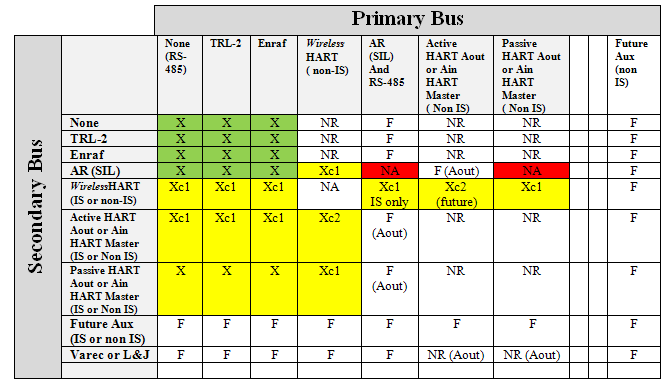 Primary Bus
None (RS-485) TRL-2 Enraf Wireless HART ( non-IS) AR (SIL) And RS-485 Active HART Aout or Ain HART Master ( Non IS) Passive HART Aout or Ain HART Master ( Non IS) Future Aux (non IS)
Secondary Bus
None X X X NR F NR NR F
TRL-2 X X X NR F NR NR F
Enraf X X X NR F NR NR F
AR (SIL) X X X Xc1 NA F (Aout) NA F
WirelessHART (IS or non-IS) Xc1 Xc1 Xc1 NA Xc1 IS only Xc2 (future) Xc1 F
Active HART Aout or Ain HART Master (IS or Non IS) Xc1 Xc1 Xc1 Xc2 F (Aout) NR NR F
Passive HART Aout or Ain HART Master (IS or Non IS) X X X Xc1 F (Aout) NR NR F
Future Aux (IS or non IS) F F F F F F F F
Varec or L&J F F F F F NR (Aout) NR (Aout) F